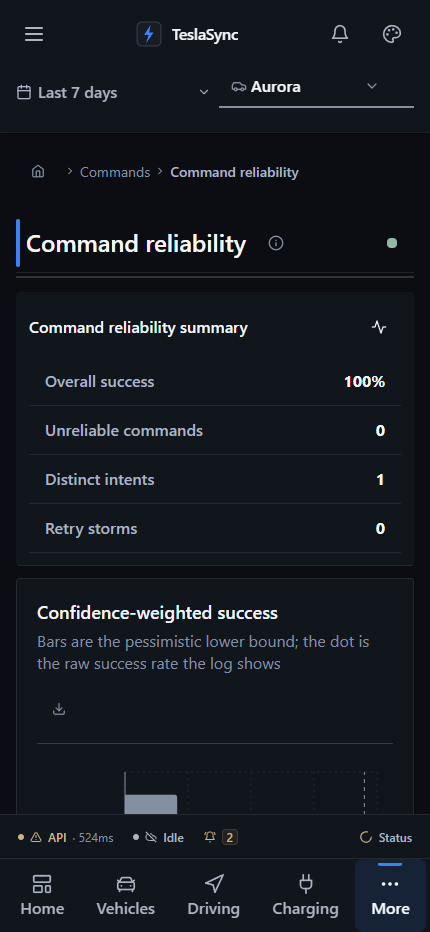 TeslaSync
Last 7 days
Aurora
Commands
Command reliability
Command reliability
Command reliability summary
Overall success 100%
Unreliable commands 0
Distinct intents 1
Retry storms 0
Confidence-weighted success
Bars are the pessimistic lower bound; the dot is
the raw success rate the log shows
API · 524ms Idle 2 Status
Home Vehicles Driving Charging More